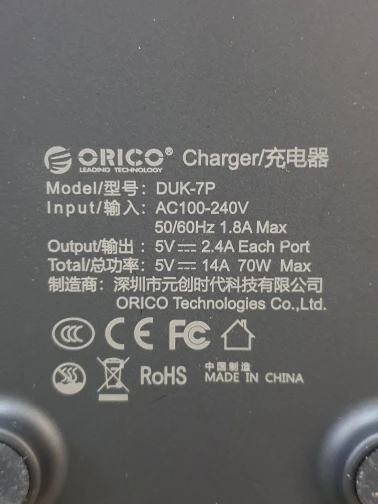 ORICO® Charger/充电器
LEADING TECHNOLOGY
Model/型号: DUK-7P
Input/输入: AC100-240V
50/60Hz 1.8A Max
Output/输出: 5V⎓2.4A Each Port
Total/总功率: 5V⎓14A 70W Max
制造商: 深圳市元创时代科技有限公司
ORICO Technologies Co.,Ltd.
CCC CE FC
RoHS 中国制造
MADE IN CHINA